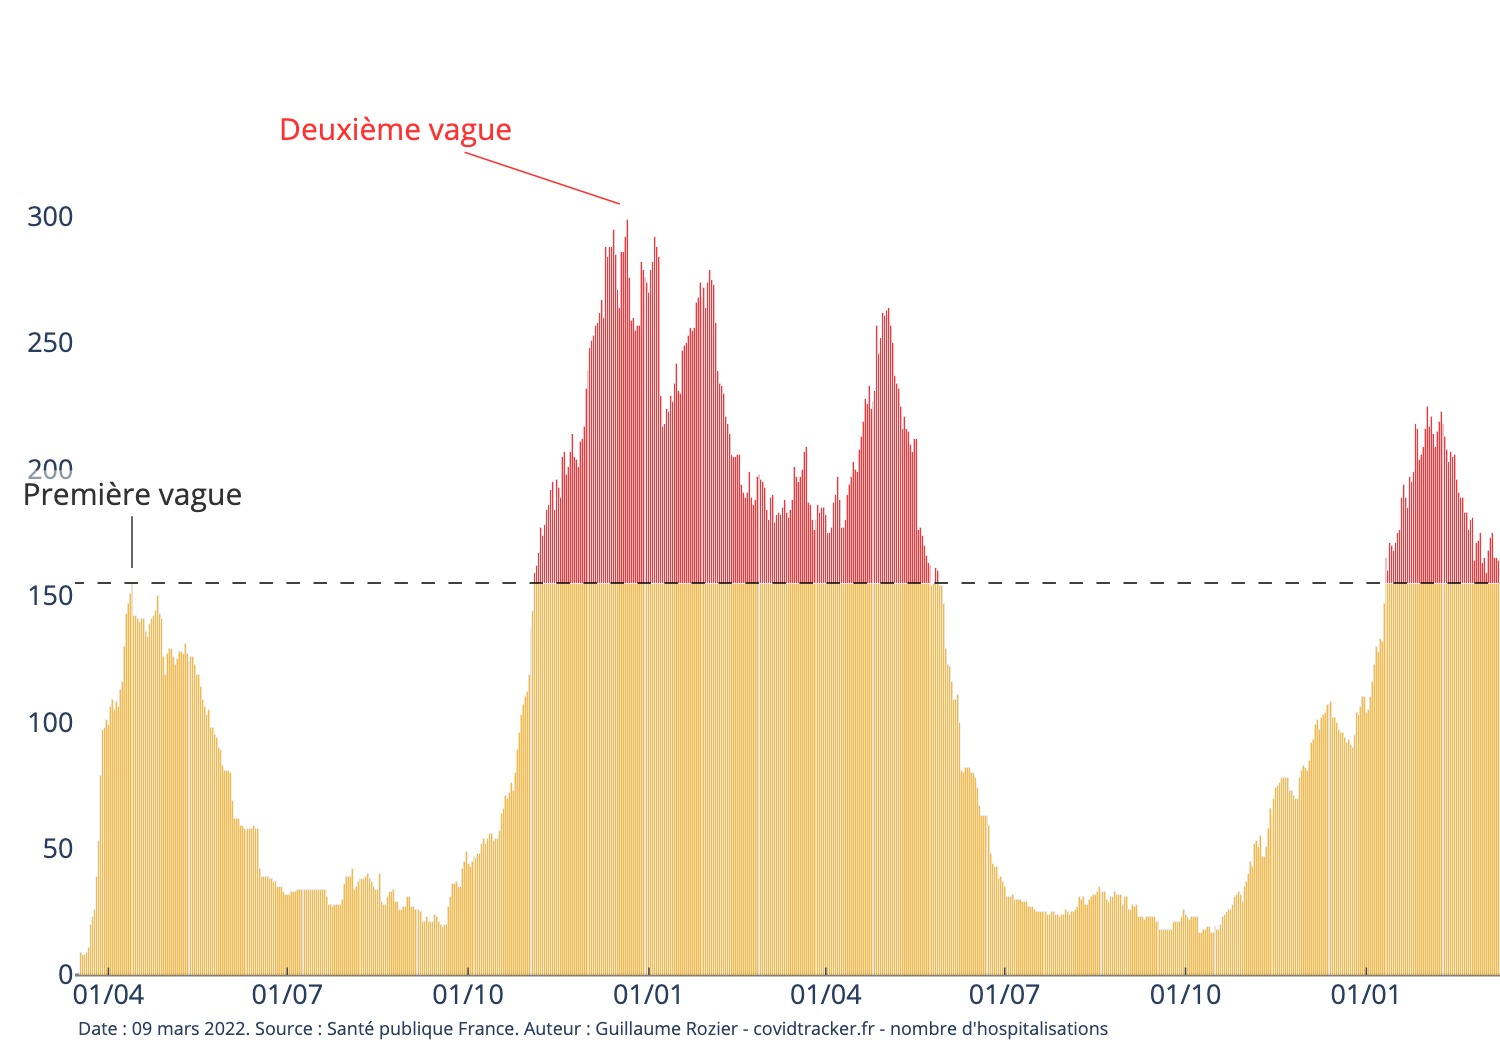 Deuxième vague
300
250
200
Première vague
150
100
50
0
01/04 01/07 01/10 01/01 01/04 01/07 01/10 01/01
Date : 09 mars 2022. Source : Santé publique France. Auteur : Guillaume Rozier - covidtracker.fr - nombre d'hospitalisations